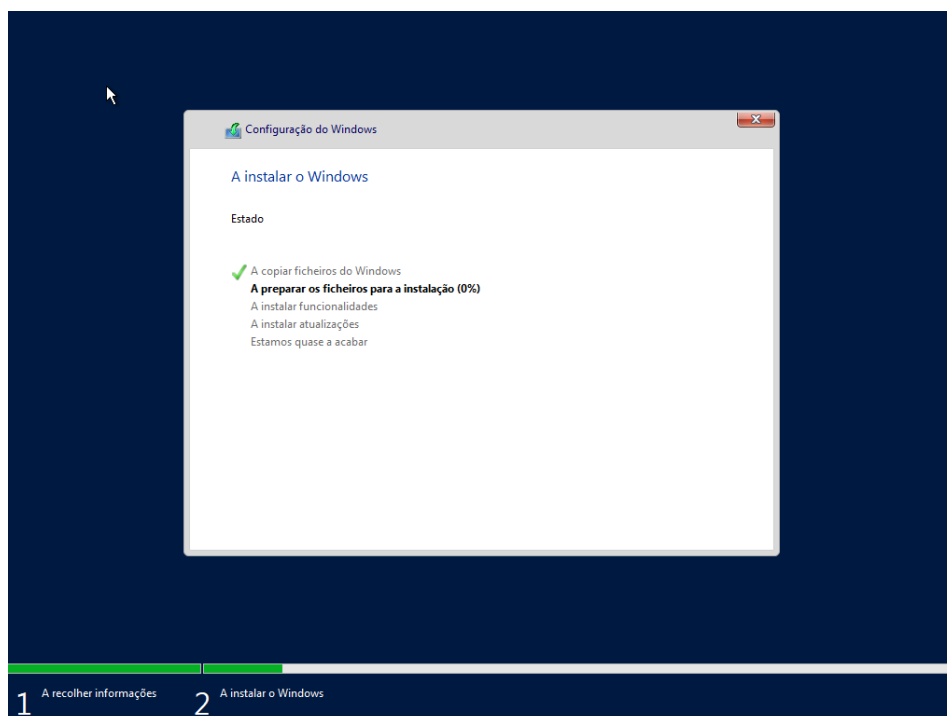 Configuração do Windows
A instalar o Windows
Estado
A copiar ficheiros do Windows
A preparar os ficheiros para a instalação (0%)
A instalar funcionalidades
A instalar atualizações
Estamos quase a acabar
1 A recolher informações
2 A instalar o Windows